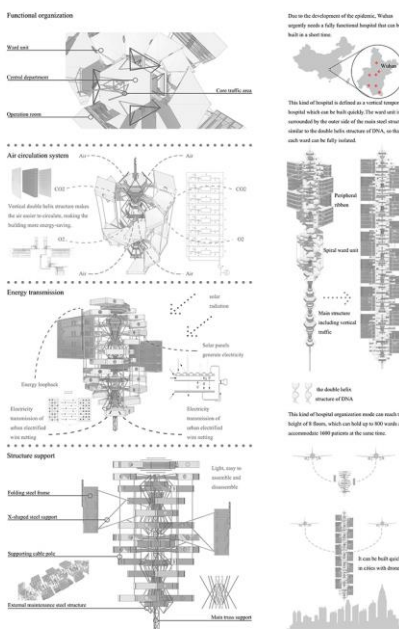 Functional organization
Ward unit
Central department
Core traffic area
Operation room
Air circulation system
Air
Air
CO2
CO2
Vertical double helix structure makes
the air easier to circulate, making the
building more energy-saving.
O2
O2
Air
Air
Energy transmission
solar
radiation
Solar panels
generate electricity
Energy loopback
Electricity
transmission of
urban electrified
wire netting
Electricity
transmission of
urban electrified
wire netting
Structure support
Light, easy to
assemble and
disassemble
Folding steel frame
X-shaped steel support
Supporting cable pole
External maintenance steel structure
Main truss support
Due to the development of the epidemic, Wuhan
urgently needs a fully functional hospital that can b
built in a short time.
Wuhan
This kind of hospital is defined as a vertical tempor
hospital which can be built quickly. The ward unit is
surrounded by the outer side of the main steel struct
similar to the double helix structure of DNA, so tha
each ward can be fully isolated.
Peripheral
ribbon
Spiral ward unit
Main structure
including vertical
traffic
the double helix
structure of DNA
This kind of hospital organization mode can reach t
height of 8 floors, which can hold up to 800 wards
accommodate 1600 patients at the same time.
It can be built quic
in cities with drone